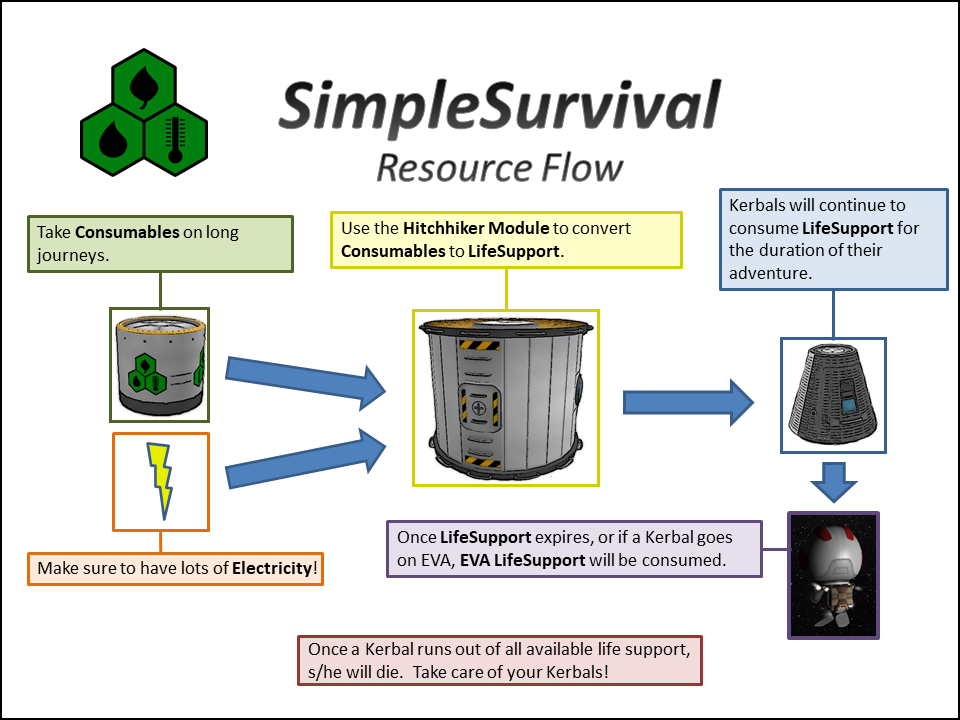 SimpleSurvival
Resource Flow
Take Consumables on long
journeys.
Use the Hitchhiker Module to convert
Consumables to LifeSupport.
Kerbals will continue to
consume LifeSupport for
the duration of their
adventure.
Make sure to have lots of Electricity!
Once LifeSupport expires, or if a Kerbal goes
on EVA, EVA LifeSupport will be consumed.
Once a Kerbal runs out of all available life support,
s/he will die.  Take care of your Kerbals!